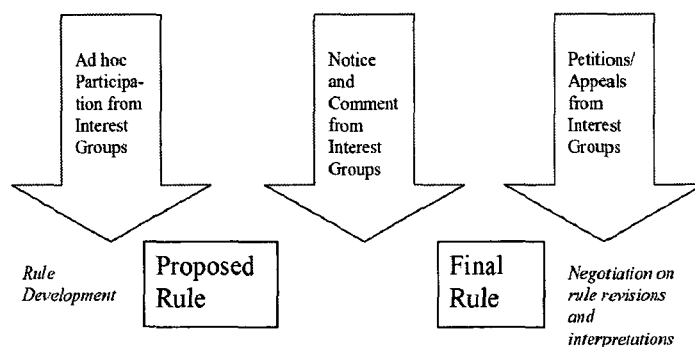 Ad hoc
Participa-
tion from
Interest
Groups
Notice
and
Comment
from
Interest
Groups
Petitions/
Appeals
from
Interest
Groups
Rule
Development
Proposed
Rule
Final
Rule
Negotiation on
rule revisions
and
interpretations